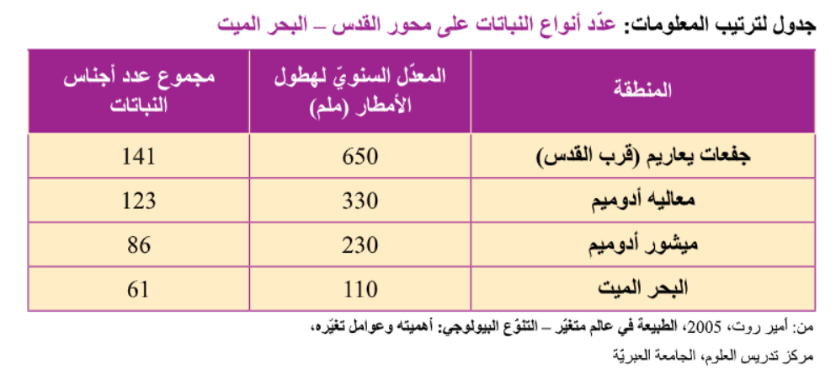 جدول لترتيب المعلومات: عدّد أنواع النباتات على محور القدس – البحر الميت
المنطقة
المعدّل السنويّ لهطول
الأمطار (ملم)
مجموع عدد أجناس
النباتات
جفعات يعاريم (قرب القدس) 650 141
معاليه أدوميم 330 123
ميشور أدوميم 230 86
البحر الميت 110 61
من: أمير روت، 2005، الطبيعة في عالم متغيّر – التلوّع البيولوجي: أهميته وعوامل تغيّره،
مركز تدريس العلوم، الجامعة العبريّة